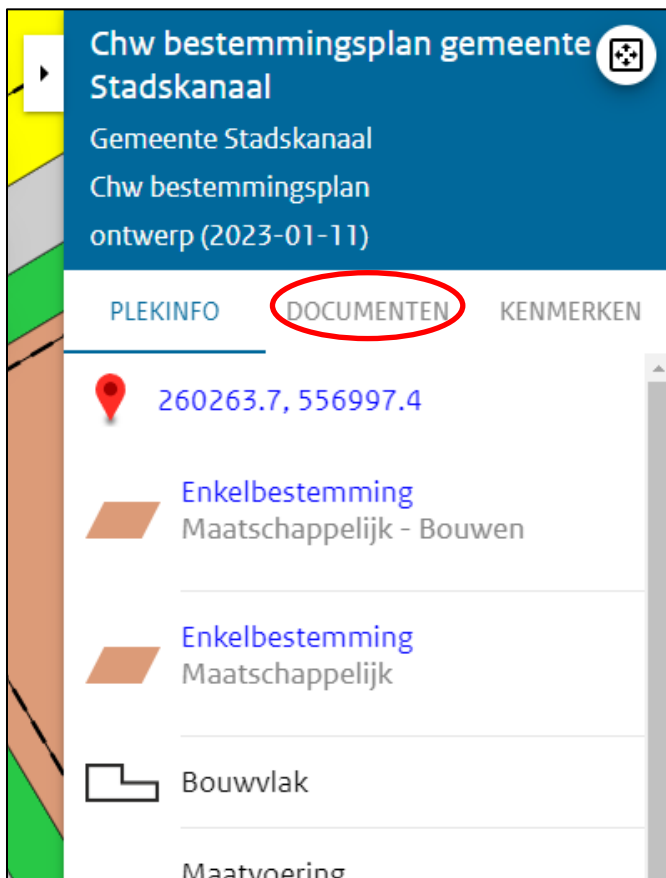 Chw bestemmingsplan gemeente
Stadskanaal
Gemeente Stadskanaal
Chw bestemmingsplan
ontwerp (2023-01-11)
PLEKINFO DOCUMENTEN KENMERKEN
260263.7, 556997.4
Enkelbestemming
Maatschappelijk - Bouwen
Enkelbestemming
Maatschappelijk
Bouwvlak
Maatvoering